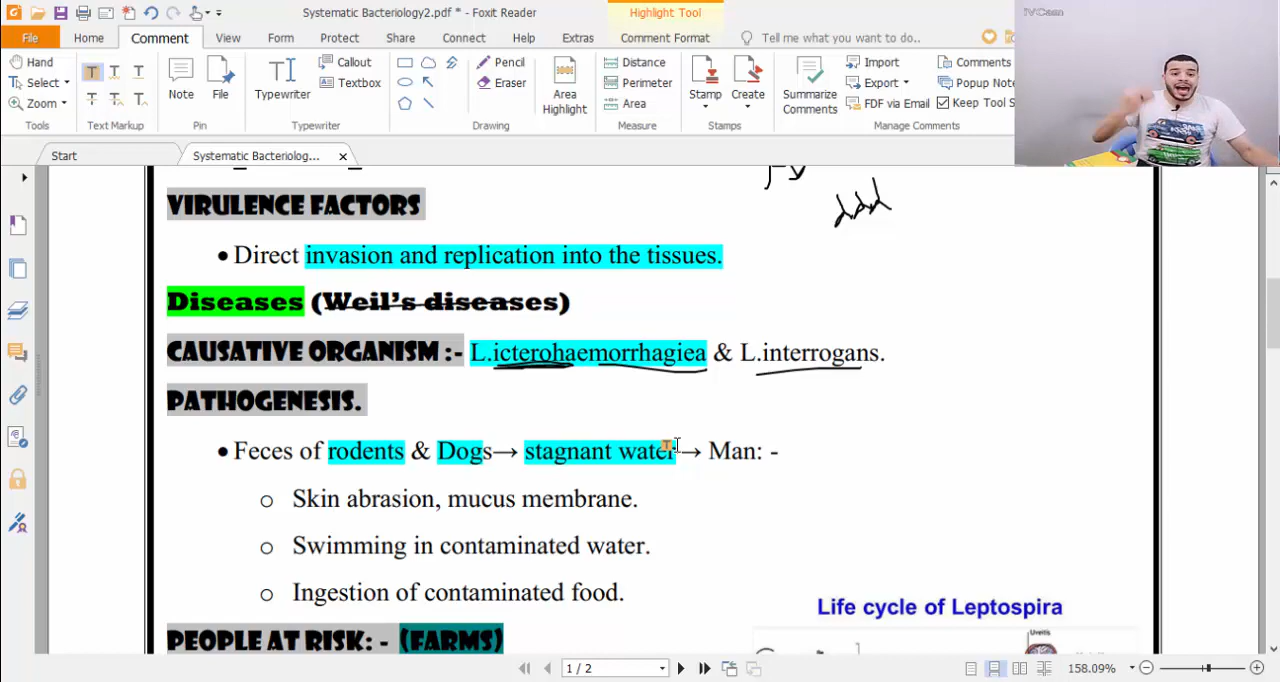 Systematic Bacteriology2.pdf * - Foxit Reader
Highlight Tool
IVCam
File
Home
Comment
View
Form
Protect
Share
Connect
Help
Extras
Comment Format
Tell me what you want to do..
Hand
Select
Zoom
Tools
Text Markup
Note
File
Pin
Typewriter
Callout
Textbox
Typewriter
Pencil
Eraser
Drawing
Area
Highlight
Distance
Perimeter
Area
Measure
Stamp
Create
Stamps
Summarize
Comments
Import
Export
FDF via Email
Comments
Popup Note
Keep Tool S
Manage Comments
Start
Systematic Bacteriolog...
VIRULENCE FACTORS
• Direct invasion and replication into the tissues.
Diseases (Weil's diseases)
CAUSATIVE ORGANISM :- L.icterohaemorrhagiea & L.interrogans.
PATHOGENESIS.
• Feces of rodents & Dogs→ stagnant water→ Man: -
o Skin abrasion, mucus membrane.
o Swimming in contaminated water.
o Ingestion of contaminated food.
Life cycle of Leptospira
PEOPLE AT RISK: - (FARMS)
Uveitis
1 / 2
158.09%